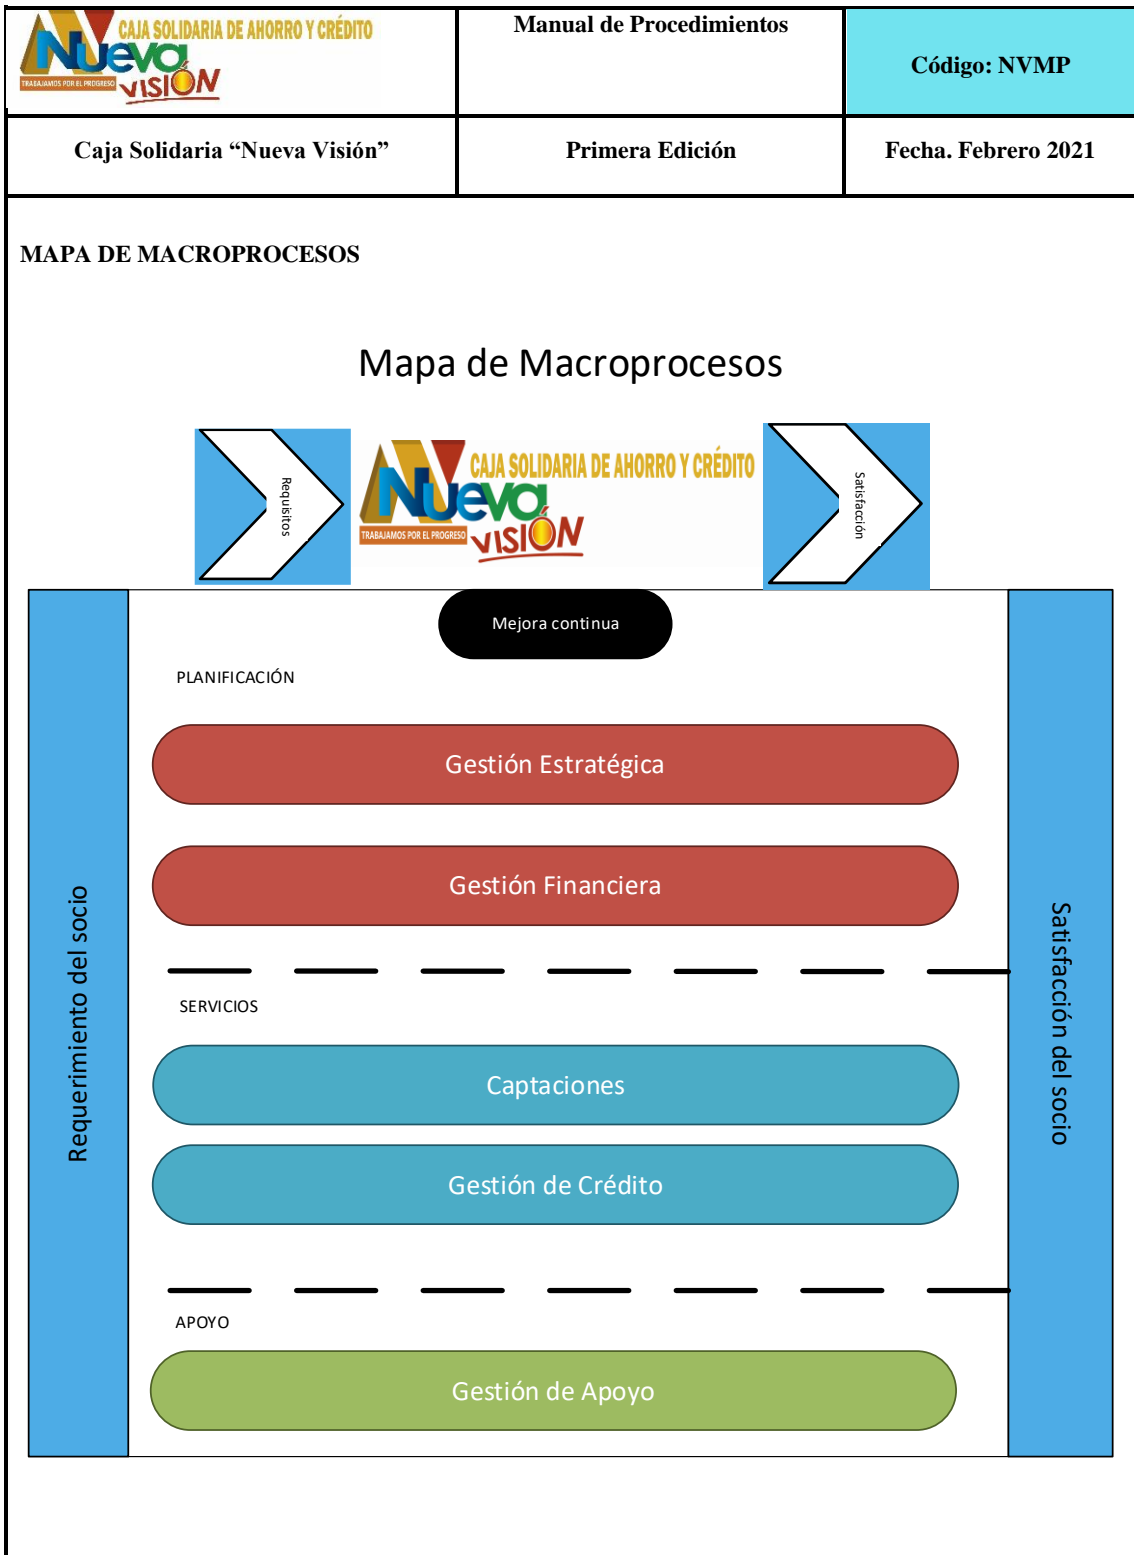 CAJA SOLIDARIA DE AHORRO Y CRÉDITO
Nueva
TRABAJAMOS POR EL PROGRESO
VISIÓN
Manual de Procedimientos
Código: NVMP
Caja Solidaria “Nueva Visión”
Primera Edición
Fecha. Febrero 2021
MAPA DE MACROPROCESOS
Mapa de Macroprocesos
Requisitos
CAJA SOLIDARIA DE AHORRO Y CRÉDITO
Nueva
TRABAJAMOS POR EL PROGRESO
VISIÓN
Satisfacción
Mejora continua
PLANIFICACIÓN
Gestión Estratégica
Gestión Financiera
Requerimiento del socio
Satisfacción del socio
SERVICIOS
Captaciones
Gestión de Crédito
APOYO
Gestión de Apoyo